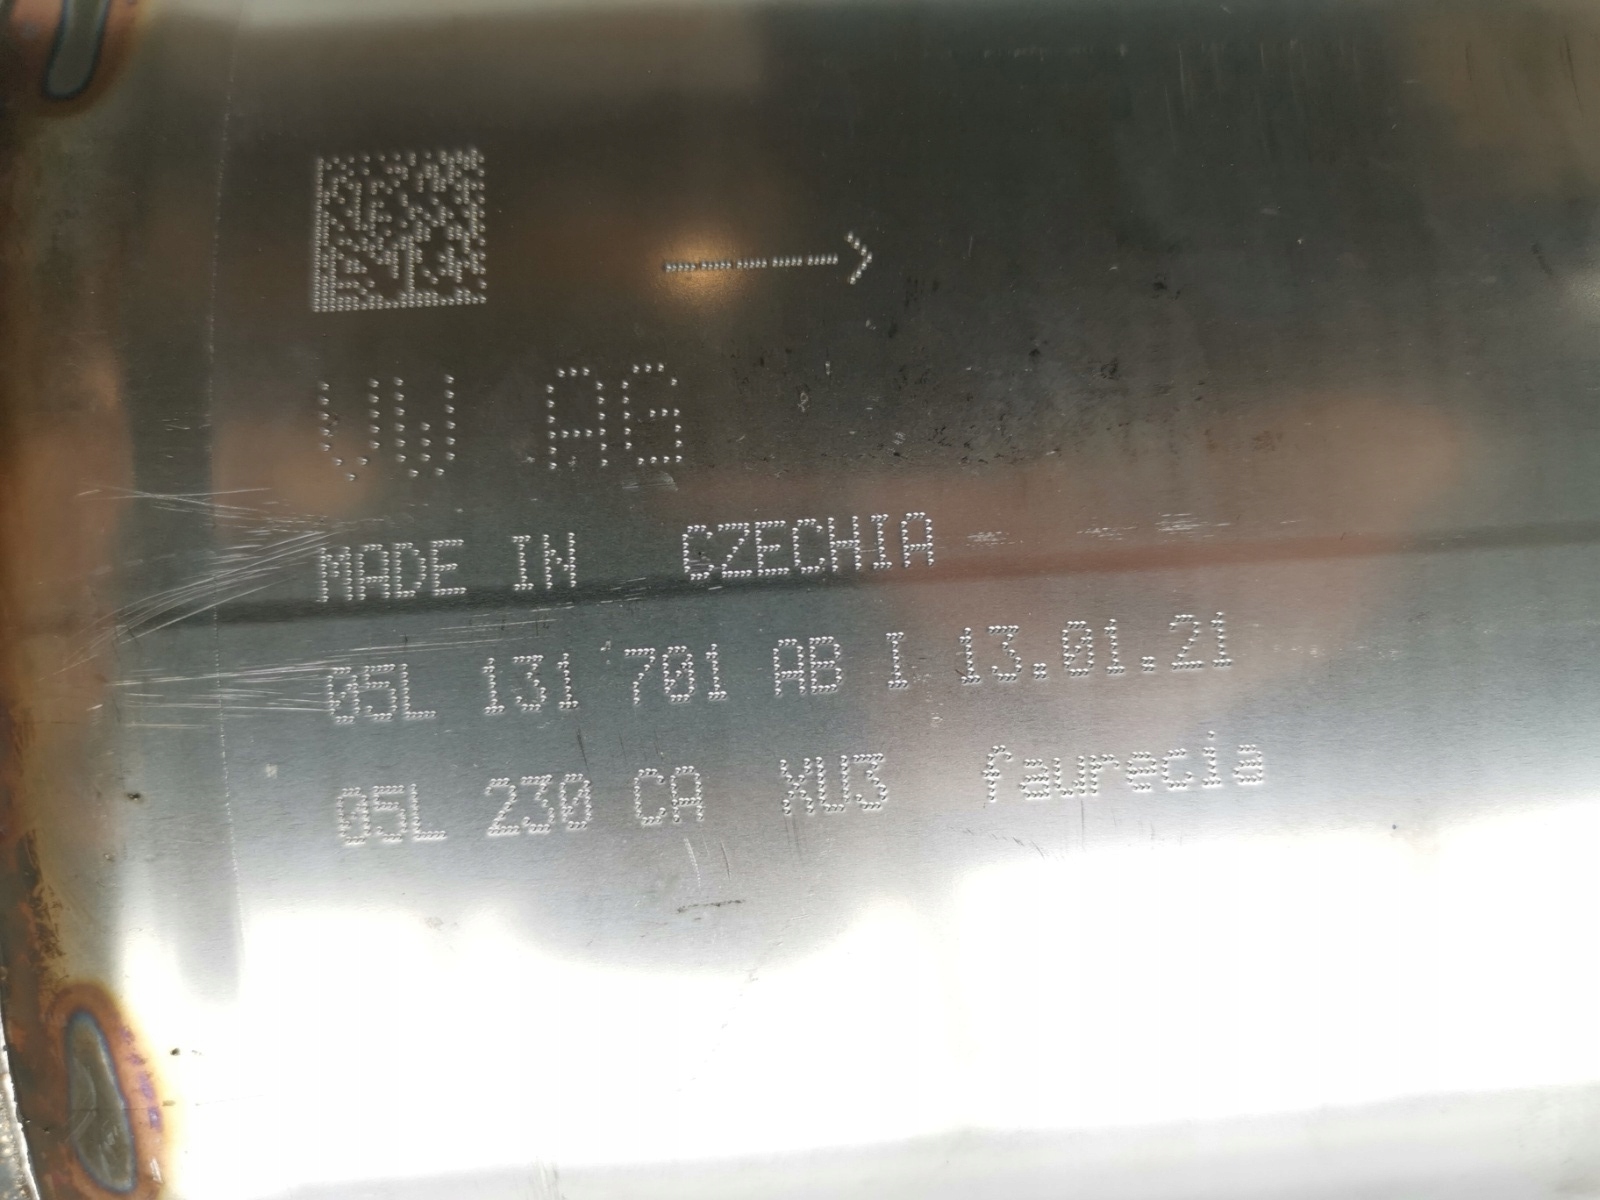 VW AG
MADE IN CZECHIA
05L 131 701 AB I 13.01.21
05L 230 CA XU3 faurecia